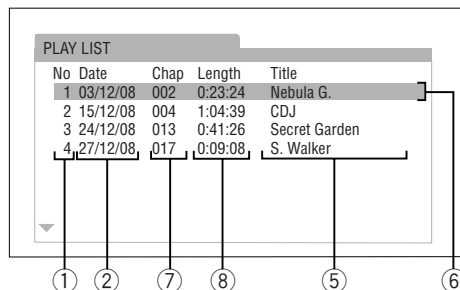 PLAY LIST
No Date Chap Length Title
1 03/12/08 002 0:23:24 Nebula G.
2 15/12/08 004 1:04:39 CDJ
3 24/12/08 013 0:41:26 Secret Garden
4 27/12/08 017 0:09:08 S. Walker
① ② ⑦ ⑧ ⑤ ⑥